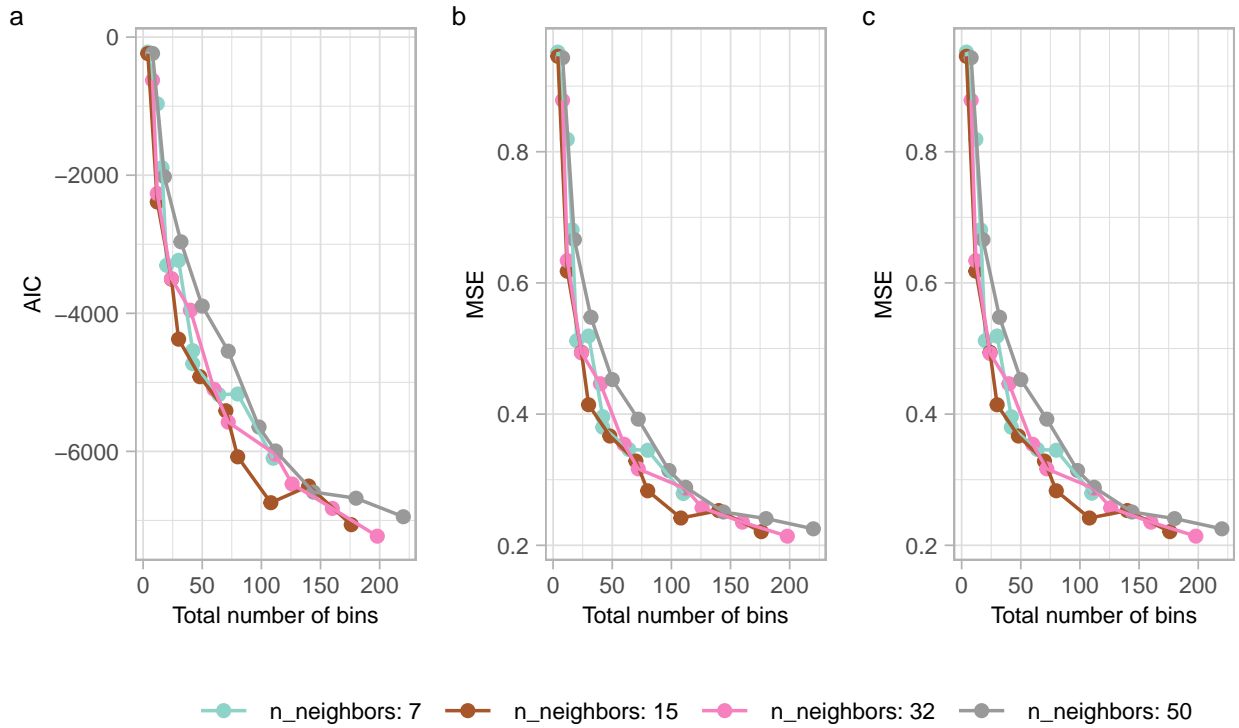 a
0
−2000
−4000
−6000
AIC
0 50 100 150 200
Total number of bins
b
0.8
0.6
0.4
0.2
MSE
0 50 100 150 200
Total number of bins
c
0.8
0.6
0.4
0.2
MSE
0 50 100 150 200
Total number of bins
n_neighbors: 7 n_neighbors: 15 n_neighbors: 32 n_neighbors: 50